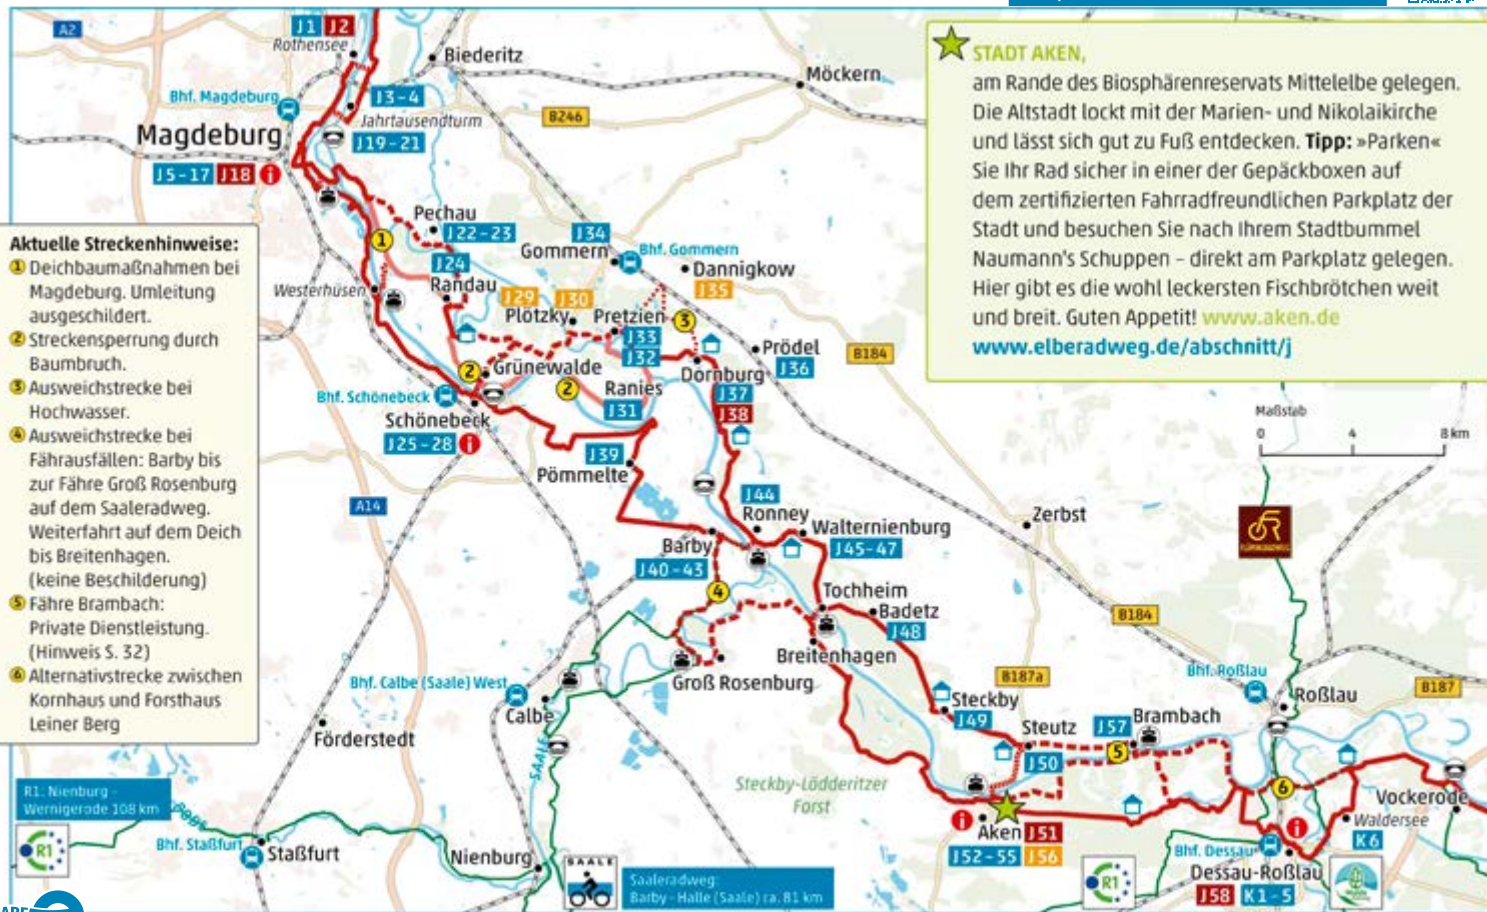 A2
J1 J2
Rothensee
Biederitz
Möckern
Bhf. Magdeburg
J3-4
Jahrtausendturm
B246
Magdeburg
J19-21
J5-17 J18
STADT AKEN,
am Rande des Biosphärenreservats Mittelelbe gelegen.
Die Altstadt lockt mit der Marien- und Nikolaikirche
und lässt sich gut zu Fuß entdecken. Tipp: »Parken«
Sie Ihr Rad sicher in einer der Gepäckboxen auf
dem zertifizierten Fahrradfreundlichen Parkplatz der
Stadt und besuchen Sie nach Ihrem Stadtbummel
Naumann's Schuppen – direkt am Parkplatz gelegen.
Hier gibt es die wohl leckersten Fischbrötchen weit
und breit. Guten Appetit! www.aken.de
www.elberadweg.de/abschnitt/j
Aktuelle Streckenhinweise:
1 Deichbaumaßnahmen bei
Magdeburg. Umleitung
ausgeschildert.
2 Streckensperrung durch
Baumbruch.
3 Ausweichstrecke bei
Hochwasser.
4 Ausweichstrecke bei
Fährausfällen: Barby bis
zur Fähre Groß Rosenburg
auf dem Saaleradweg.
Weiterfahrt auf dem Deich
bis Breitenhagen.
(keine Beschilderung)
5 Fähre Brambach:
Private Dienstleistung.
(Hinweis S. 32)
6 Alternativstrecke zwischen
Kornhaus und Forsthaus
Leiner Berg
Pechau
J22-23
1
J34
Gommern
Bhf. Gommern
Dannigkow
J35
J24
Randau
Westerhüsen
J29 J30
Plötzky
Pretzien
3
J33
J32
Prödel
J36
B184
2
Grünewalde
2
Dornburg
J37
J38
Ranies
J31
Bhf. Schönebeck
Schönebeck
J25-28
Maßstab
0 4 8 km
J39
Pömmelte
A14
J44
Ronney
Walternienburg
J45-47
Zerbst
Barby
J40-43
4
Tochheim
Badetz
J48
B184
Breitenhagen
Groß Rosenburg
Bhf. Calbe (Saale) West
Calbe
Steckby
J49
B187a
Bhf. Roßlau
Roßlau
B187
Steutz
J50
J57
Brambach
5
Förderstedt
SAALE
Steckby-Lödderitzer
Forst
6
Vockerode
Waldersee
K6
R1: Nienburg -
Wernigerode 108 km
BODE
R1
Bhf. Staßfurt
Staßfurt
Nienburg
SAALE
Saaleradweg:
Barby - Halle (Saale) ca. 81 km
Aken J51
J52-55 J56
R1
Bhf. Dessau
Dessau-Roßlau
J58 K1-5